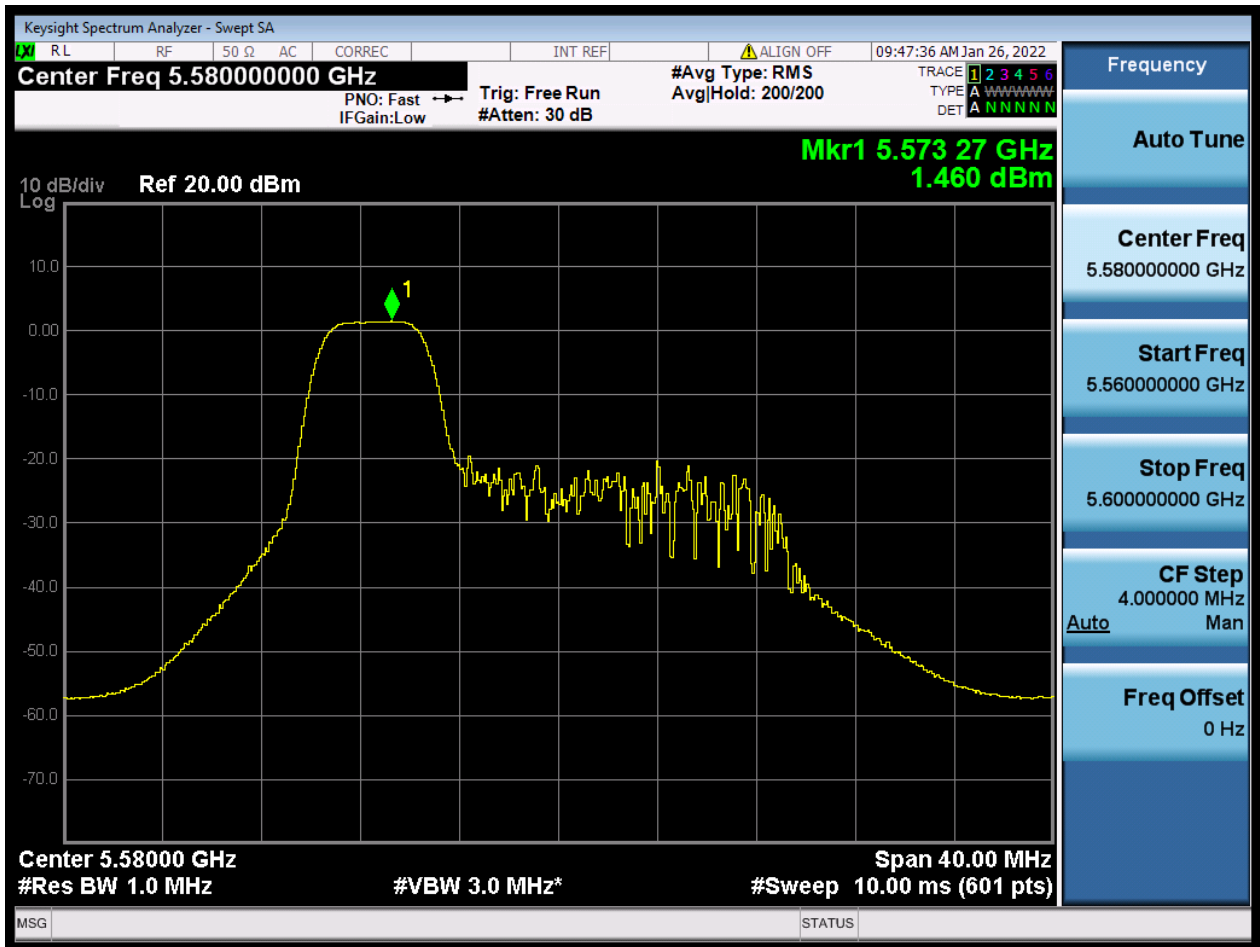 Keysight Spectrum Analyzer - Swept SA
LXI RL RF 50 Ω AC CORREC INT REF ALIGN OFF 09:47:36 AM Jan 26, 2022
Center Freq 5.580000000 GHz
PNO: Fast
IFGain:Low
Trig: Free Run
#Atten: 30 dB
#Avg Type: RMS
Avg|Hold: 200/200
TRACE 1 2 3 4 5 6
TYPE A WWWWW
DET A N N N N N
Mkr1 5.573 27 GHz
1.460 dBm
10 dB/div Ref 20.00 dBm
Log
1
10.0
0.00
-10.0
-20.0
-30.0
-40.0
-50.0
-60.0
-70.0
Center 5.58000 GHz Span 40.00 MHz
#Res BW 1.0 MHz #VBW 3.0 MHz* #Sweep 10.00 ms (601 pts)
MSG STATUS
Frequency
Auto Tune
Center Freq
5.580000000 GHz
Start Freq
5.560000000 GHz
Stop Freq
5.600000000 GHz
CF Step
4.000000 MHz
Auto Man
Freq Offset
0 Hz